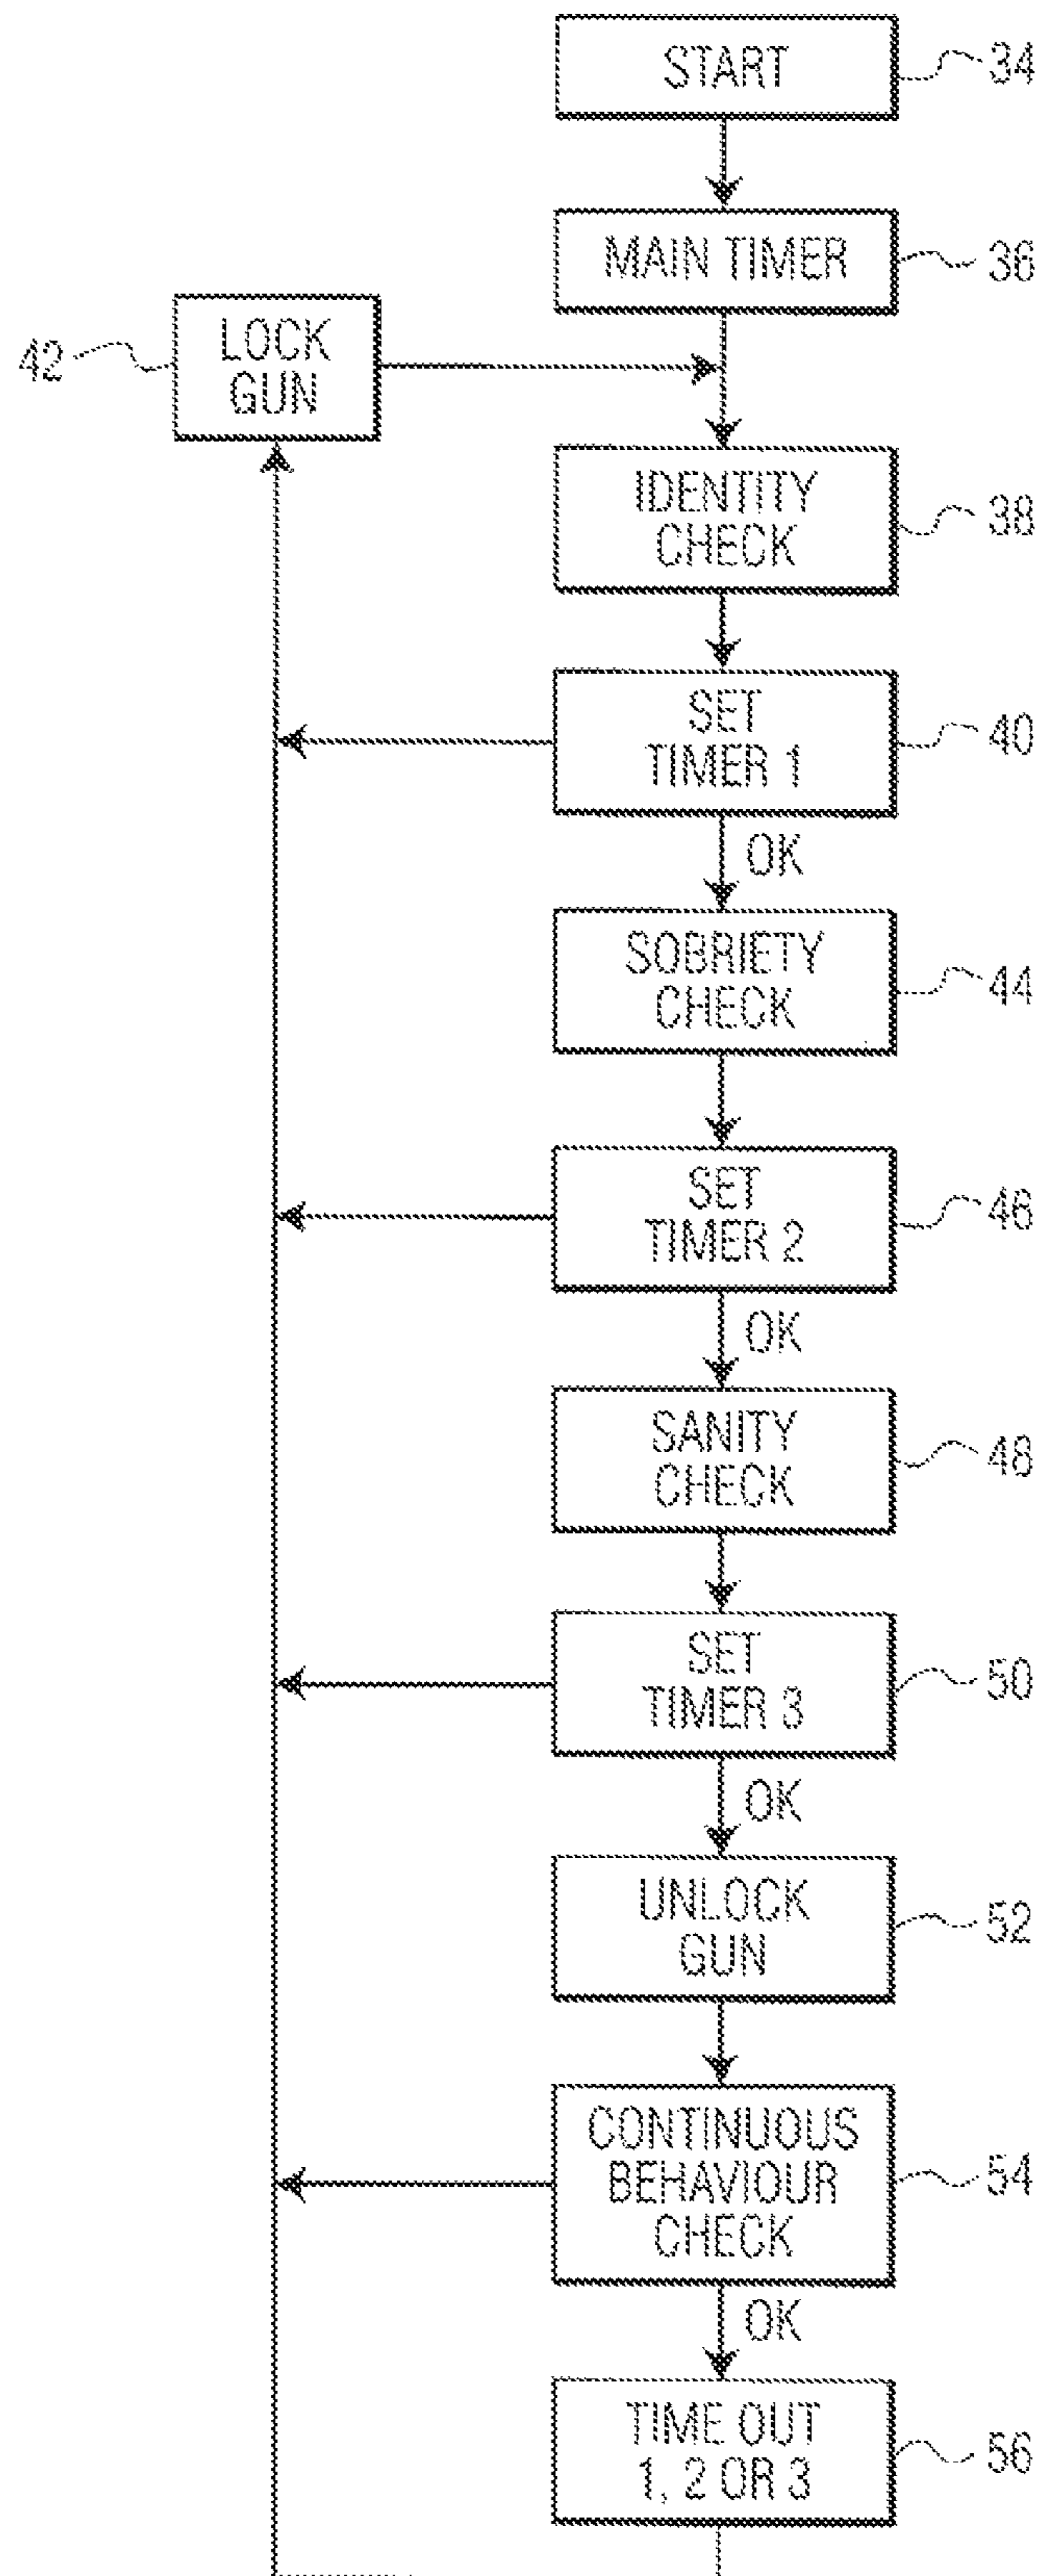 START
34
MAIN TIMER
36
LOCK
GUN
42
IDENTITY
CHECK
38
SET
TIMER 1
40
OK
SOBRIETY
CHECK
44
SET
TIMER 2
46
OK
SANITY
CHECK
48
SET
TIMER 3
50
OK
UNLOCK
GUN
52
CONTINUOUS
BEHAVIOUR
CHECK
54
OK
TIME OUT
1, 2 OR 3
56